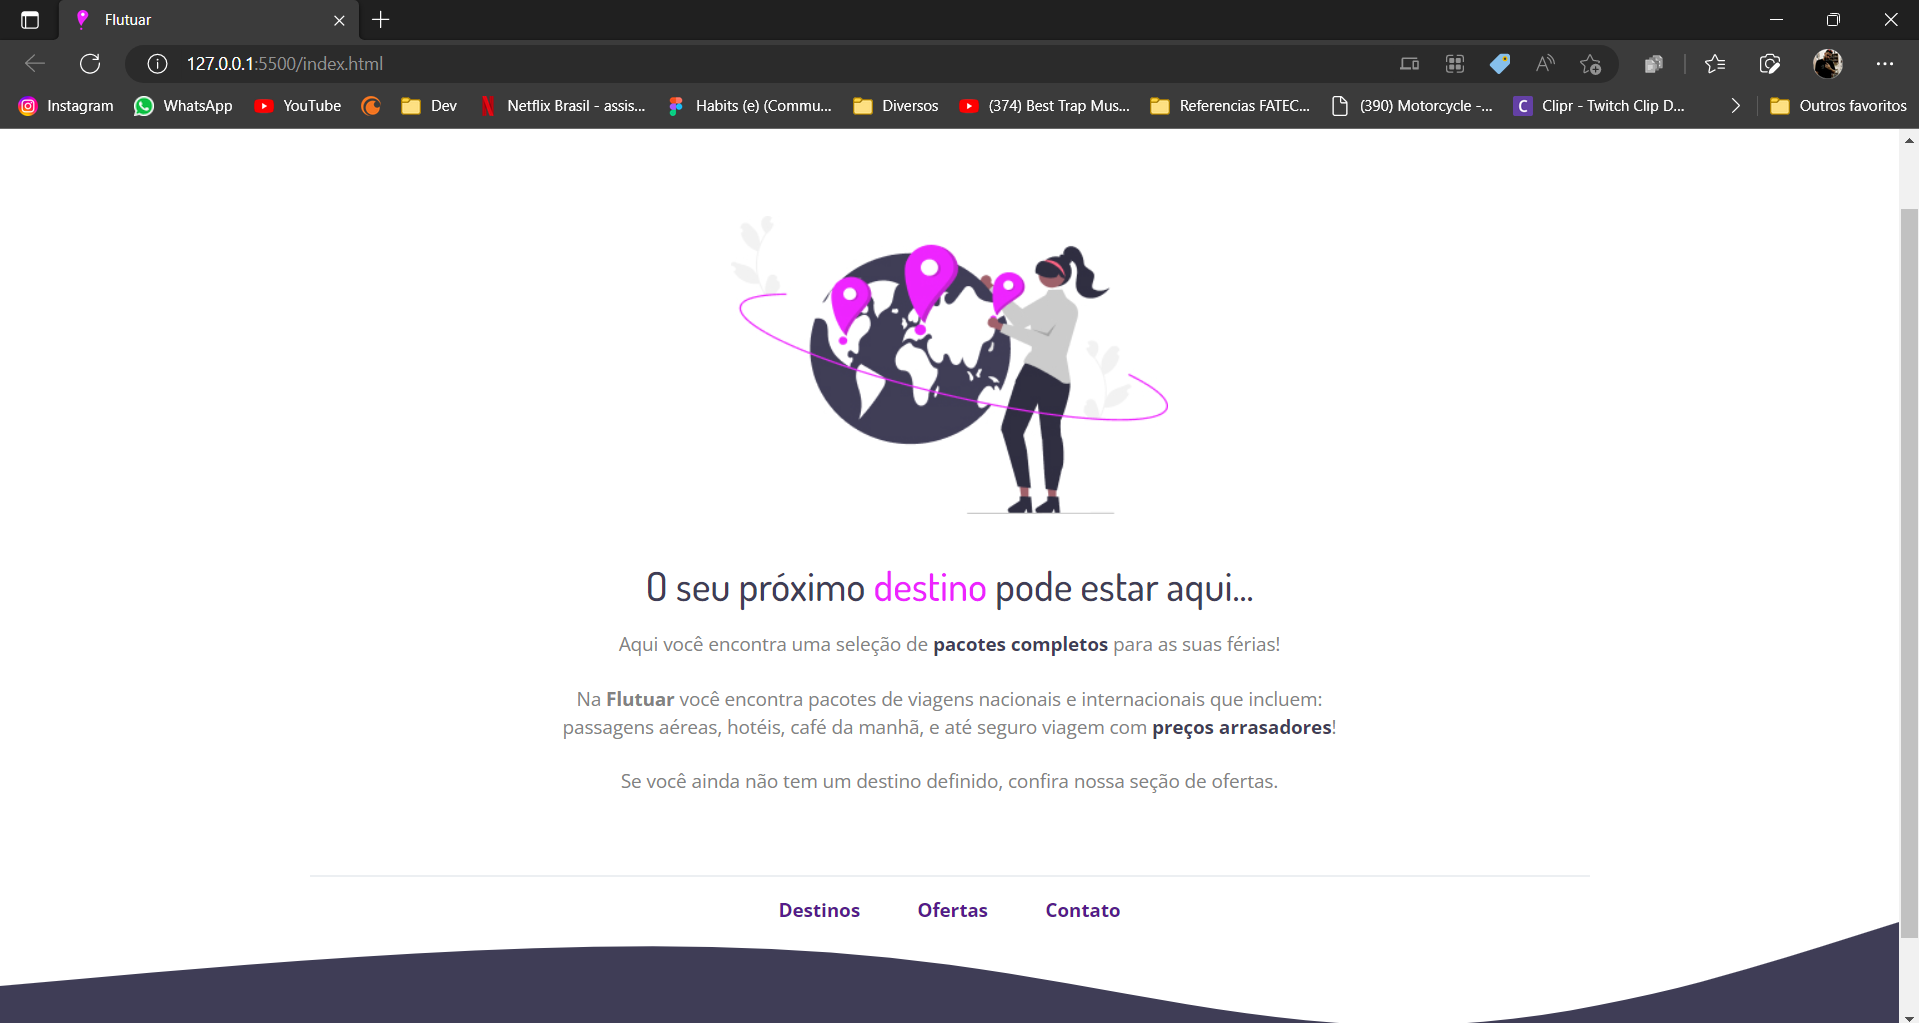 Flutuar
127.0.0.1:5500/index.html
Instagram WhatsApp YouTube Dev Netflix Brasil - assis... Habits (e) (Commu... Diversos (374) Best Trap Mus... Referencias FATEC... (390) Motorcycle -... C Clipr - Twitch Clip D... Outros favoritos
O seu próximo destino pode estar aqui...
Aqui você encontra uma seleção de pacotes completos para as suas férias!
Na Flutuar você encontra pacotes de viagens nacionais e internacionais que incluem:
passagens aéreas, hotéis, café da manhã, e até seguro viagem com preços arrasadores!
Se você ainda não tem um destino definido, confira nossa seção de ofertas.
Destinos Ofertas Contato